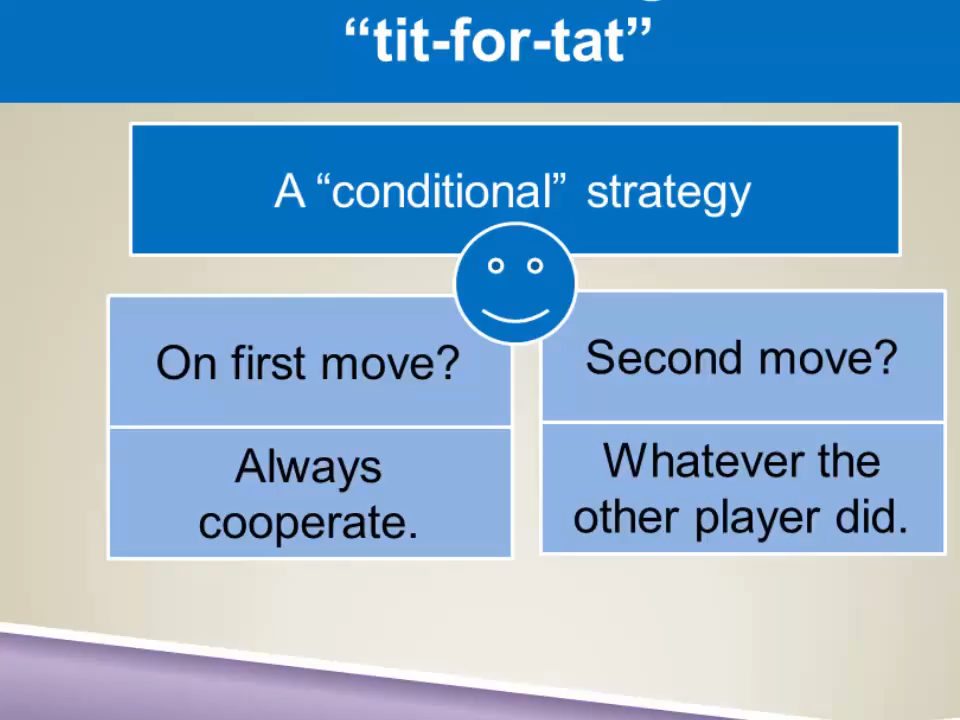 “tit-for-tat”
A “conditional” strategy
On first move?
Always
cooperate.
Second move?
Whatever the
other player did.